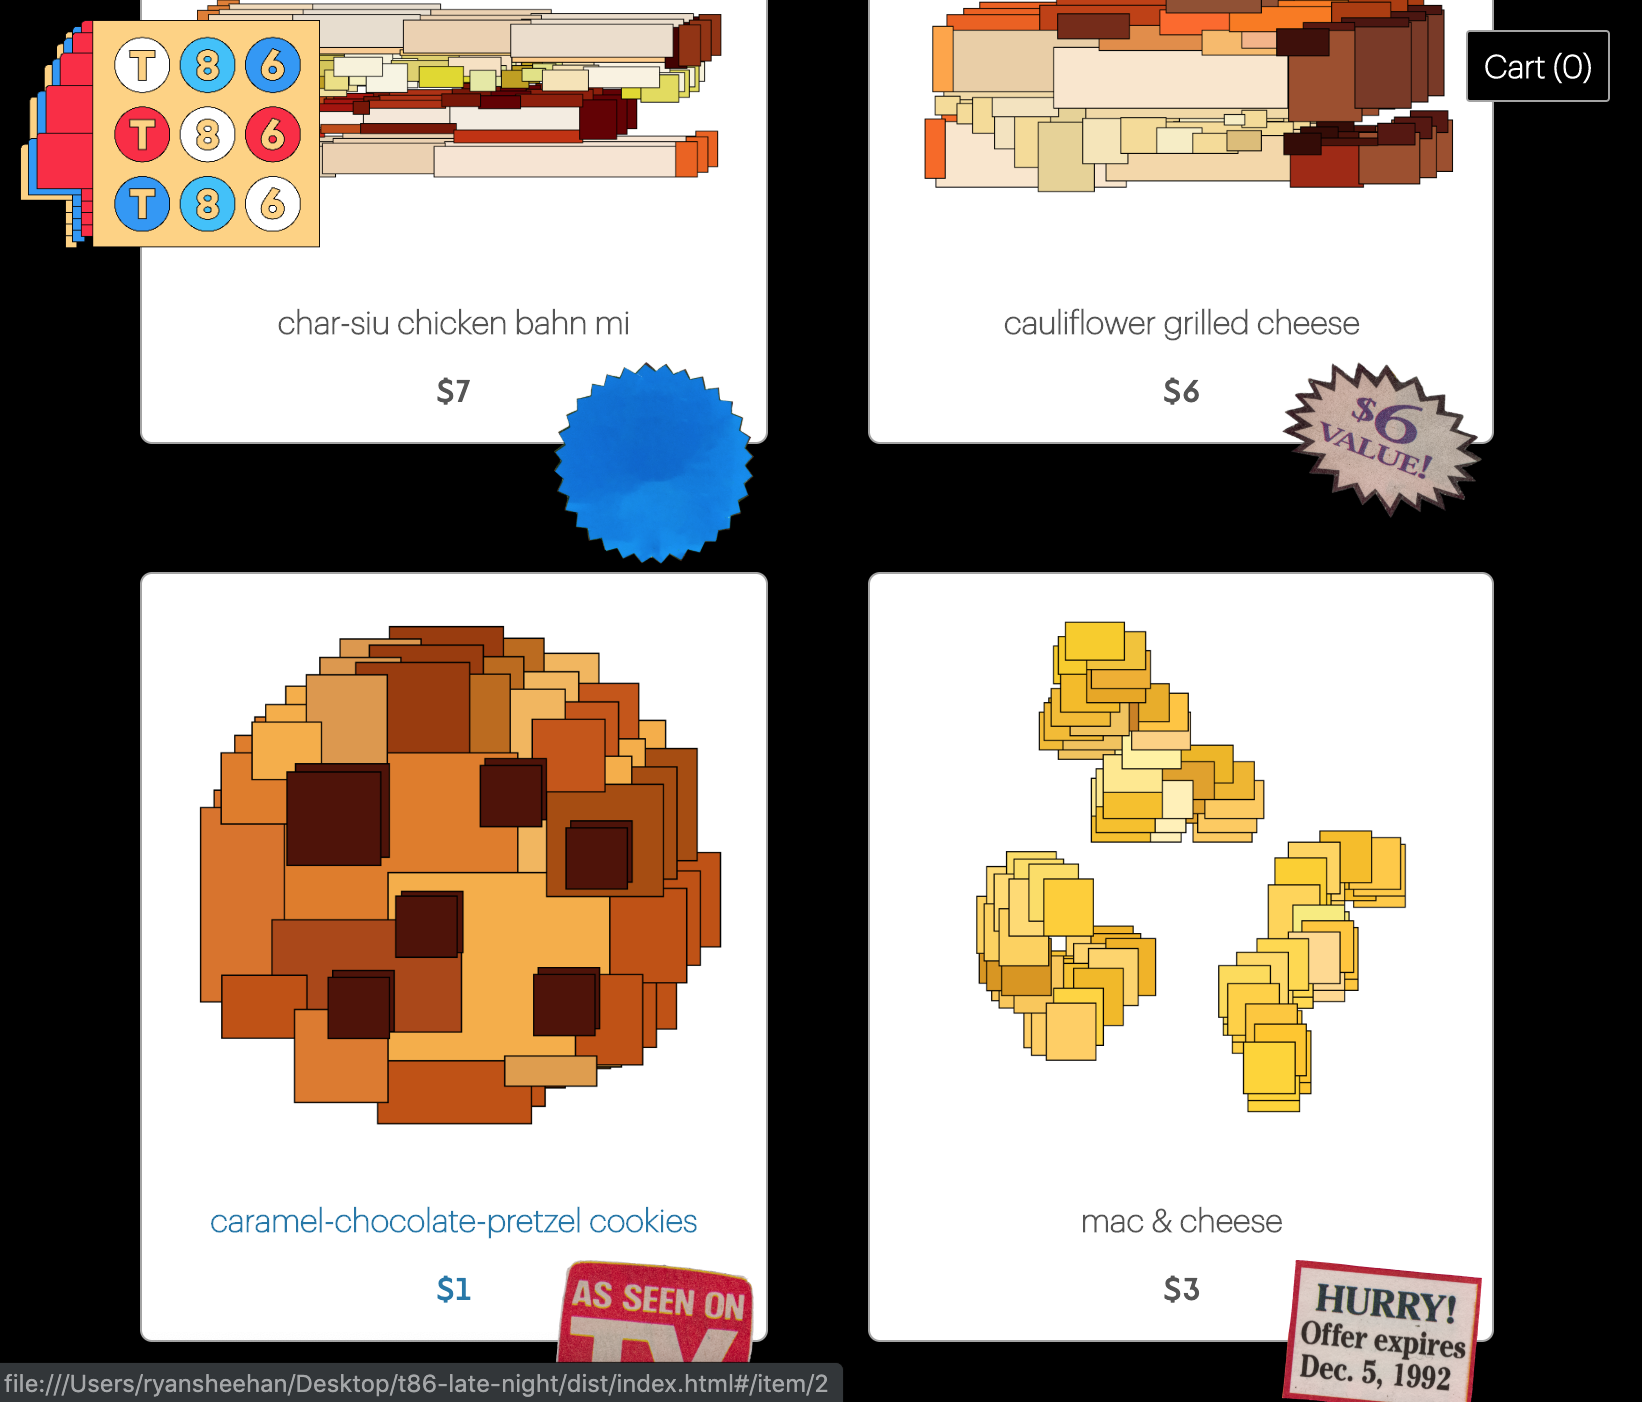 T 8 6
T 8 6
T 8 6
Cart (0)
char-siu chicken bahn mi
$7
cauliflower grilled cheese
$6
$6
VALUE!
caramel-chocolate-pretzel cookies
$1
AS SEEN ON
TV
mac & cheese
$3
HURRY!
Offer expires
Dec. 5, 1992
file:///Users/ryansheehan/Desktop/t86-late-night/dist/index.html#/item/2